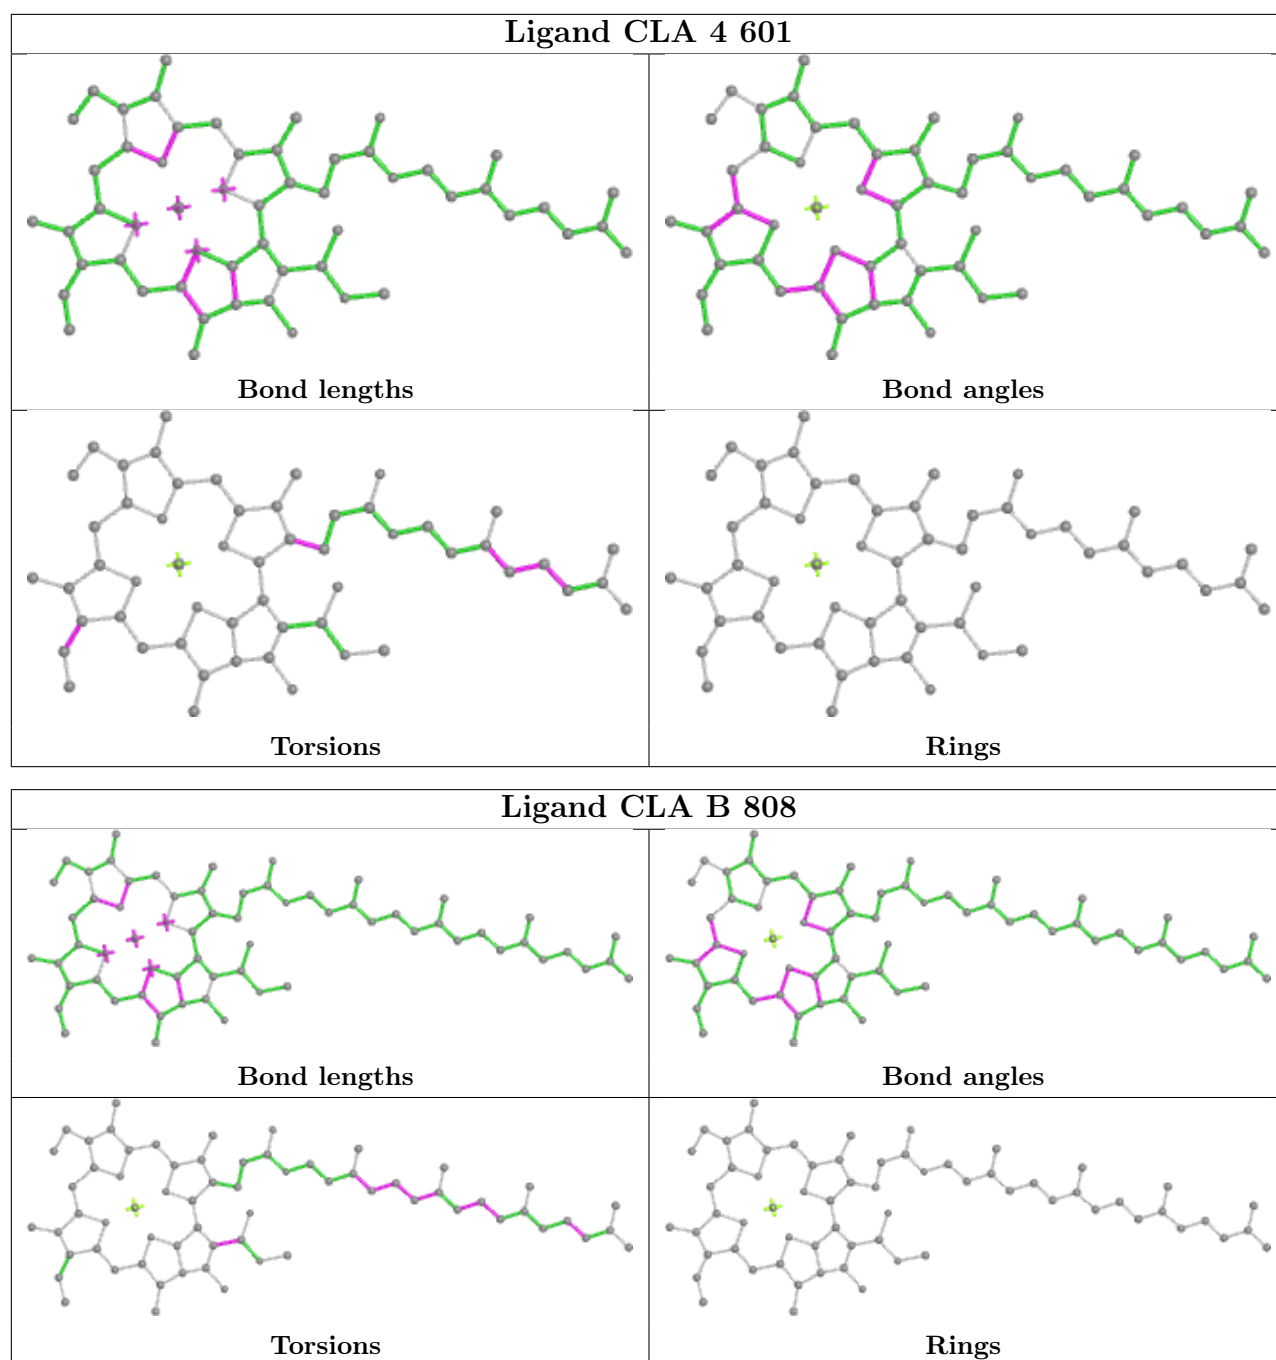 Ligand CLA 4 601
Bond lengths
Bond angles
Torsions
Rings
Ligand CLA B 808
Bond lengths
Bond angles
Torsions
Rings